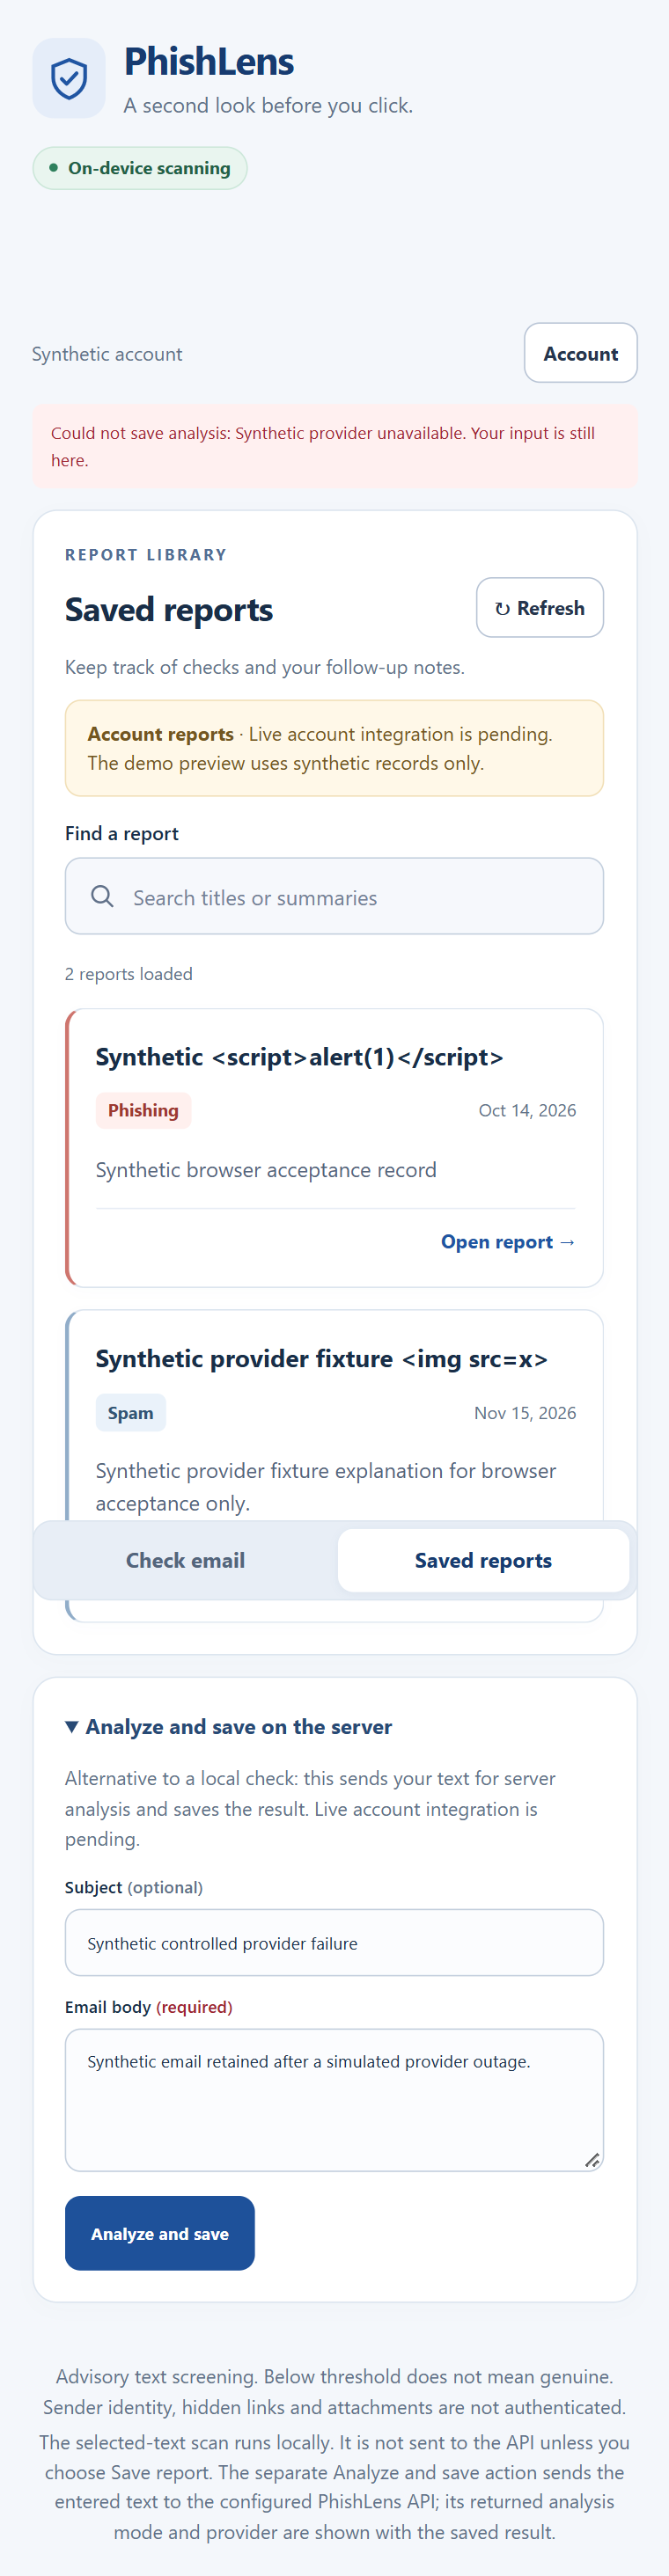 PhishLens
A second look before you click.
On-device scanning
Synthetic account
Account
Could not save analysis: Synthetic provider unavailable. Your input is still
here.
REPORT LIBRARY
Saved reports
↻ Refresh
Keep track of checks and your follow-up notes.
Account reports · Live account integration is pending.
The demo preview uses synthetic records only.
Find a report
Search titles or summaries
2 reports loaded
Synthetic <script>alert(1)</script>
Phishing
Oct 14, 2026
Synthetic browser acceptance record
Open report →
Synthetic provider fixture <img src=x>
Spam
Nov 15, 2026
Synthetic provider fixture explanation for browser
acceptance only.
Check email
Saved reports
▼ Analyze and save on the server
Alternative to a local check: this sends your text for server
analysis and saves the result. Live account integration is
pending.
Subject (optional)
Synthetic controlled provider failure
Email body (required)
Synthetic email retained after a simulated provider outage.
Analyze and save
Advisory text screening. Below threshold does not mean genuine.
Sender identity, hidden links and attachments are not authenticated.
The selected-text scan runs locally. It is not sent to the API unless you
choose Save report. The separate Analyze and save action sends the
entered text to the configured PhishLens API; its returned analysis
mode and provider are shown with the saved result.